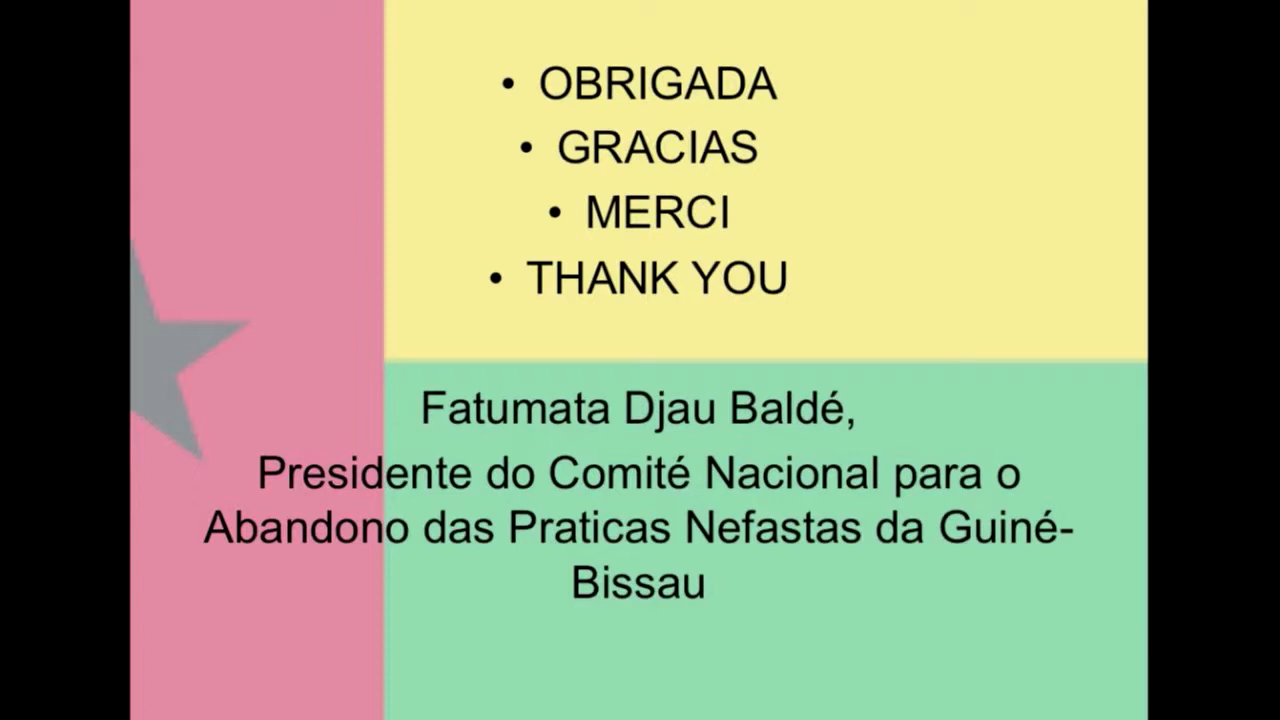 • OBRIGADA
• GRACIAS
• MERCI
• THANK YOU
Fatumata Djau Baldé,
Presidente do Comité Nacional para o
Abandono das Praticas Nefastas da Guiné-
Bissau